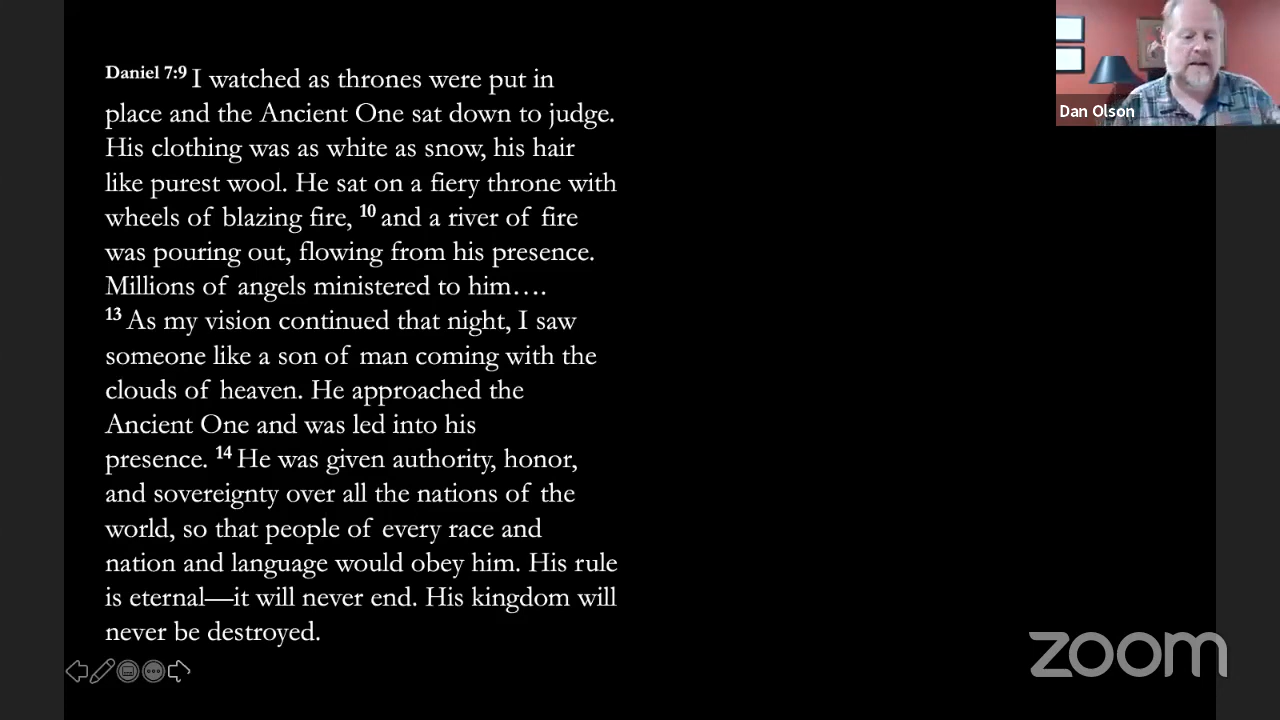 Daniel 7:9 I watched as thrones were put in
place and the Ancient One sat down to judge.
His clothing was as white as snow, his hair
like purest wool. He sat on a fiery throne with
wheels of blazing fire, 10 and a river of fire
was pouring out, flowing from his presence.
Millions of angels ministered to him….
13 As my vision continued that night, I saw
someone like a son of man coming with the
clouds of heaven. He approached the
Ancient One and was led into his
presence. 14 He was given authority, honor,
and sovereignty over all the nations of the
world, so that people of every race and
nation and language would obey him. His rule
is eternal—it will never end. His kingdom will
never be destroyed.
Dan Olson
zoom